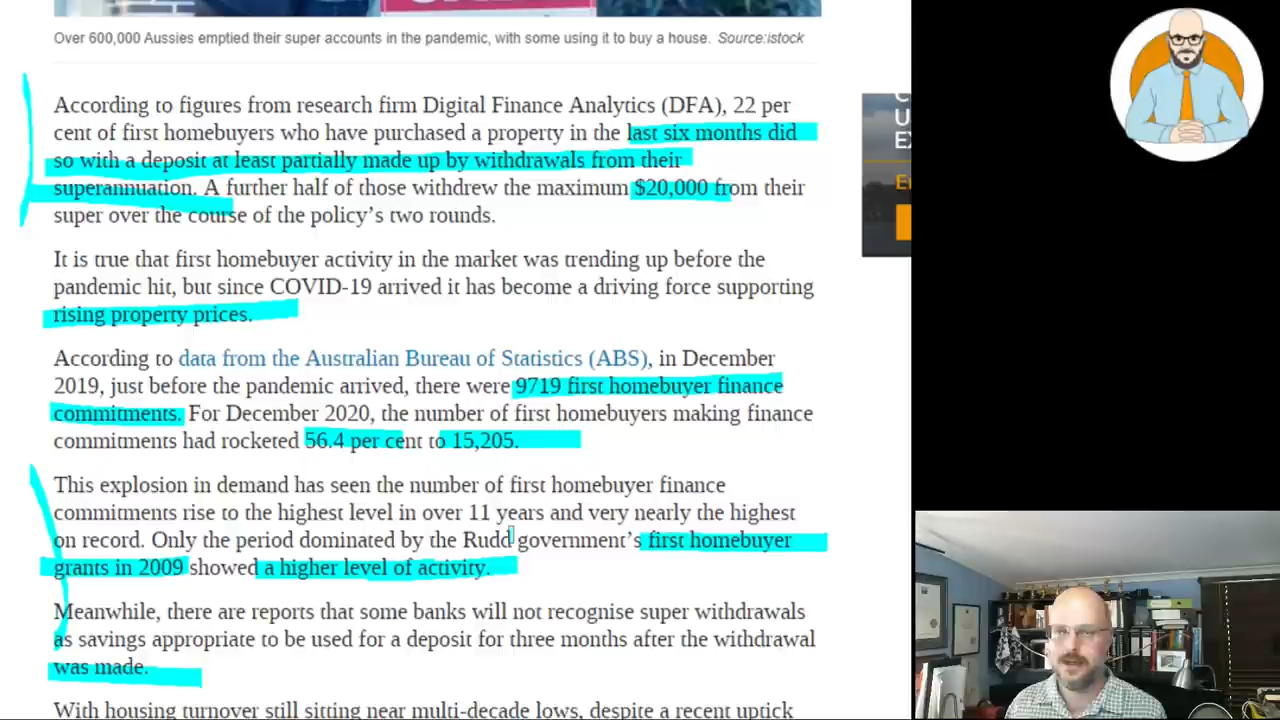 Over 600,000 Aussies emptied their super accounts in the pandemic, with some using it to buy a house. Source:istock
According to figures from research firm Digital Finance Analytics (DFA), 22 per
cent of first homebuyers who have purchased a property in the last six months did
so with a deposit at least partially made up by withdrawals from their
superannuation. A further half of those withdrew the maximum $20,000 from their
super over the course of the policy's two rounds.
It is true that first homebuyer activity in the market was trending up before the
pandemic hit, but since COVID-19 arrived it has become a driving force supporting
rising property prices.
According to data from the Australian Bureau of Statistics (ABS), in December
2019, just before the pandemic arrived, there were 9719 first homebuyer finance
commitments. For December 2020, the number of first homebuyers making finance
commitments had rocketed 56.4 per cent to 15,205.
This explosion in demand has seen the number of first homebuyer finance
commitments rise to the highest level in over 11 years and very nearly the highest
on record. Only the period dominated by the Rudd government's first homebuyer
grants in 2009 showed a higher level of activity.
Meanwhile, there are reports that some banks will not recognise super withdrawals
as savings appropriate to be used for a deposit for three months after the withdrawal
was made.
With housing turnover still sitting near multi-decade lows, despite a recent uptick